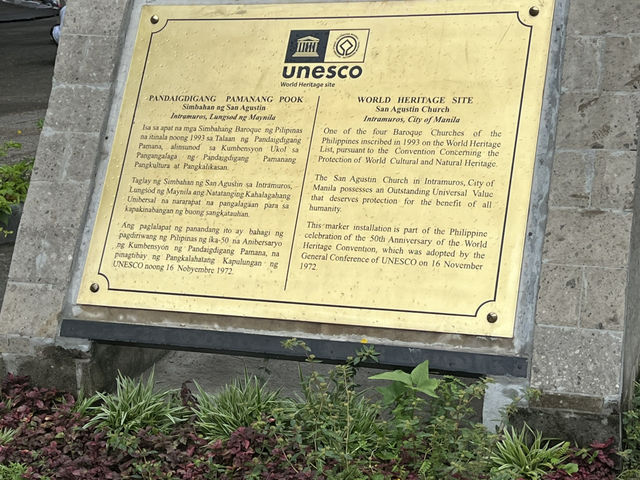 unesco
World Heritage site
PANDAIGDIGANG PAMANANG POOK
Simbahan ng San Agustin
Intramuros, Lungsod ng Maynila
Isa sa apat na mga Simbahang Baroque ng Pilipinas
na itinala noong 1993 sa Talaan ng Pandaigdigang
Pamana, alinsunod sa Kumbensyon Ukol sa
Pangangalaga ng Pandaigdigang Pamanang
Pangkultura at Pangkalikasan.
Taglay ng Simbahan ng San Agustin sa Intramuros,
Lungsod ng Maynila ang Natatanging Kahalagahang
Unibersal na nararapat na pangalagaan para sa
kapakinabangan ng buong sangkatauhan.
Ang paglalapat ng panandang ito ay bahagi ng
pagdiriwang ng Pilipinas ng ika-50 na Anibersaryo
ng Kumbensyon ng Pandaigdigang Pamana, na
pinagtibay ng Pangkalahatang Kapulungan ng
UNESCO noong 16 Nobyembre 1972.
WORLD HERITAGE SITE
San Agustin Church
Intramuros, City of Manila
One of the four Baroque Churches of the
Philippines inscribed in 1993 on the World Heritage
List, pursuant to the Convention Concerning the
Protection of World Cultural and Natural Heritage.
The San Agustin Church in Intramuros, City of
Manila possesses an Outstanding Universal Value
that deserves protection for the benefit of all
humanity.
This marker installation is part of the Philippine
celebration of the 50th Anniversary of the World
Heritage Convention, which was adopted by the
General Conference of UNESCO on 16 November
1972.